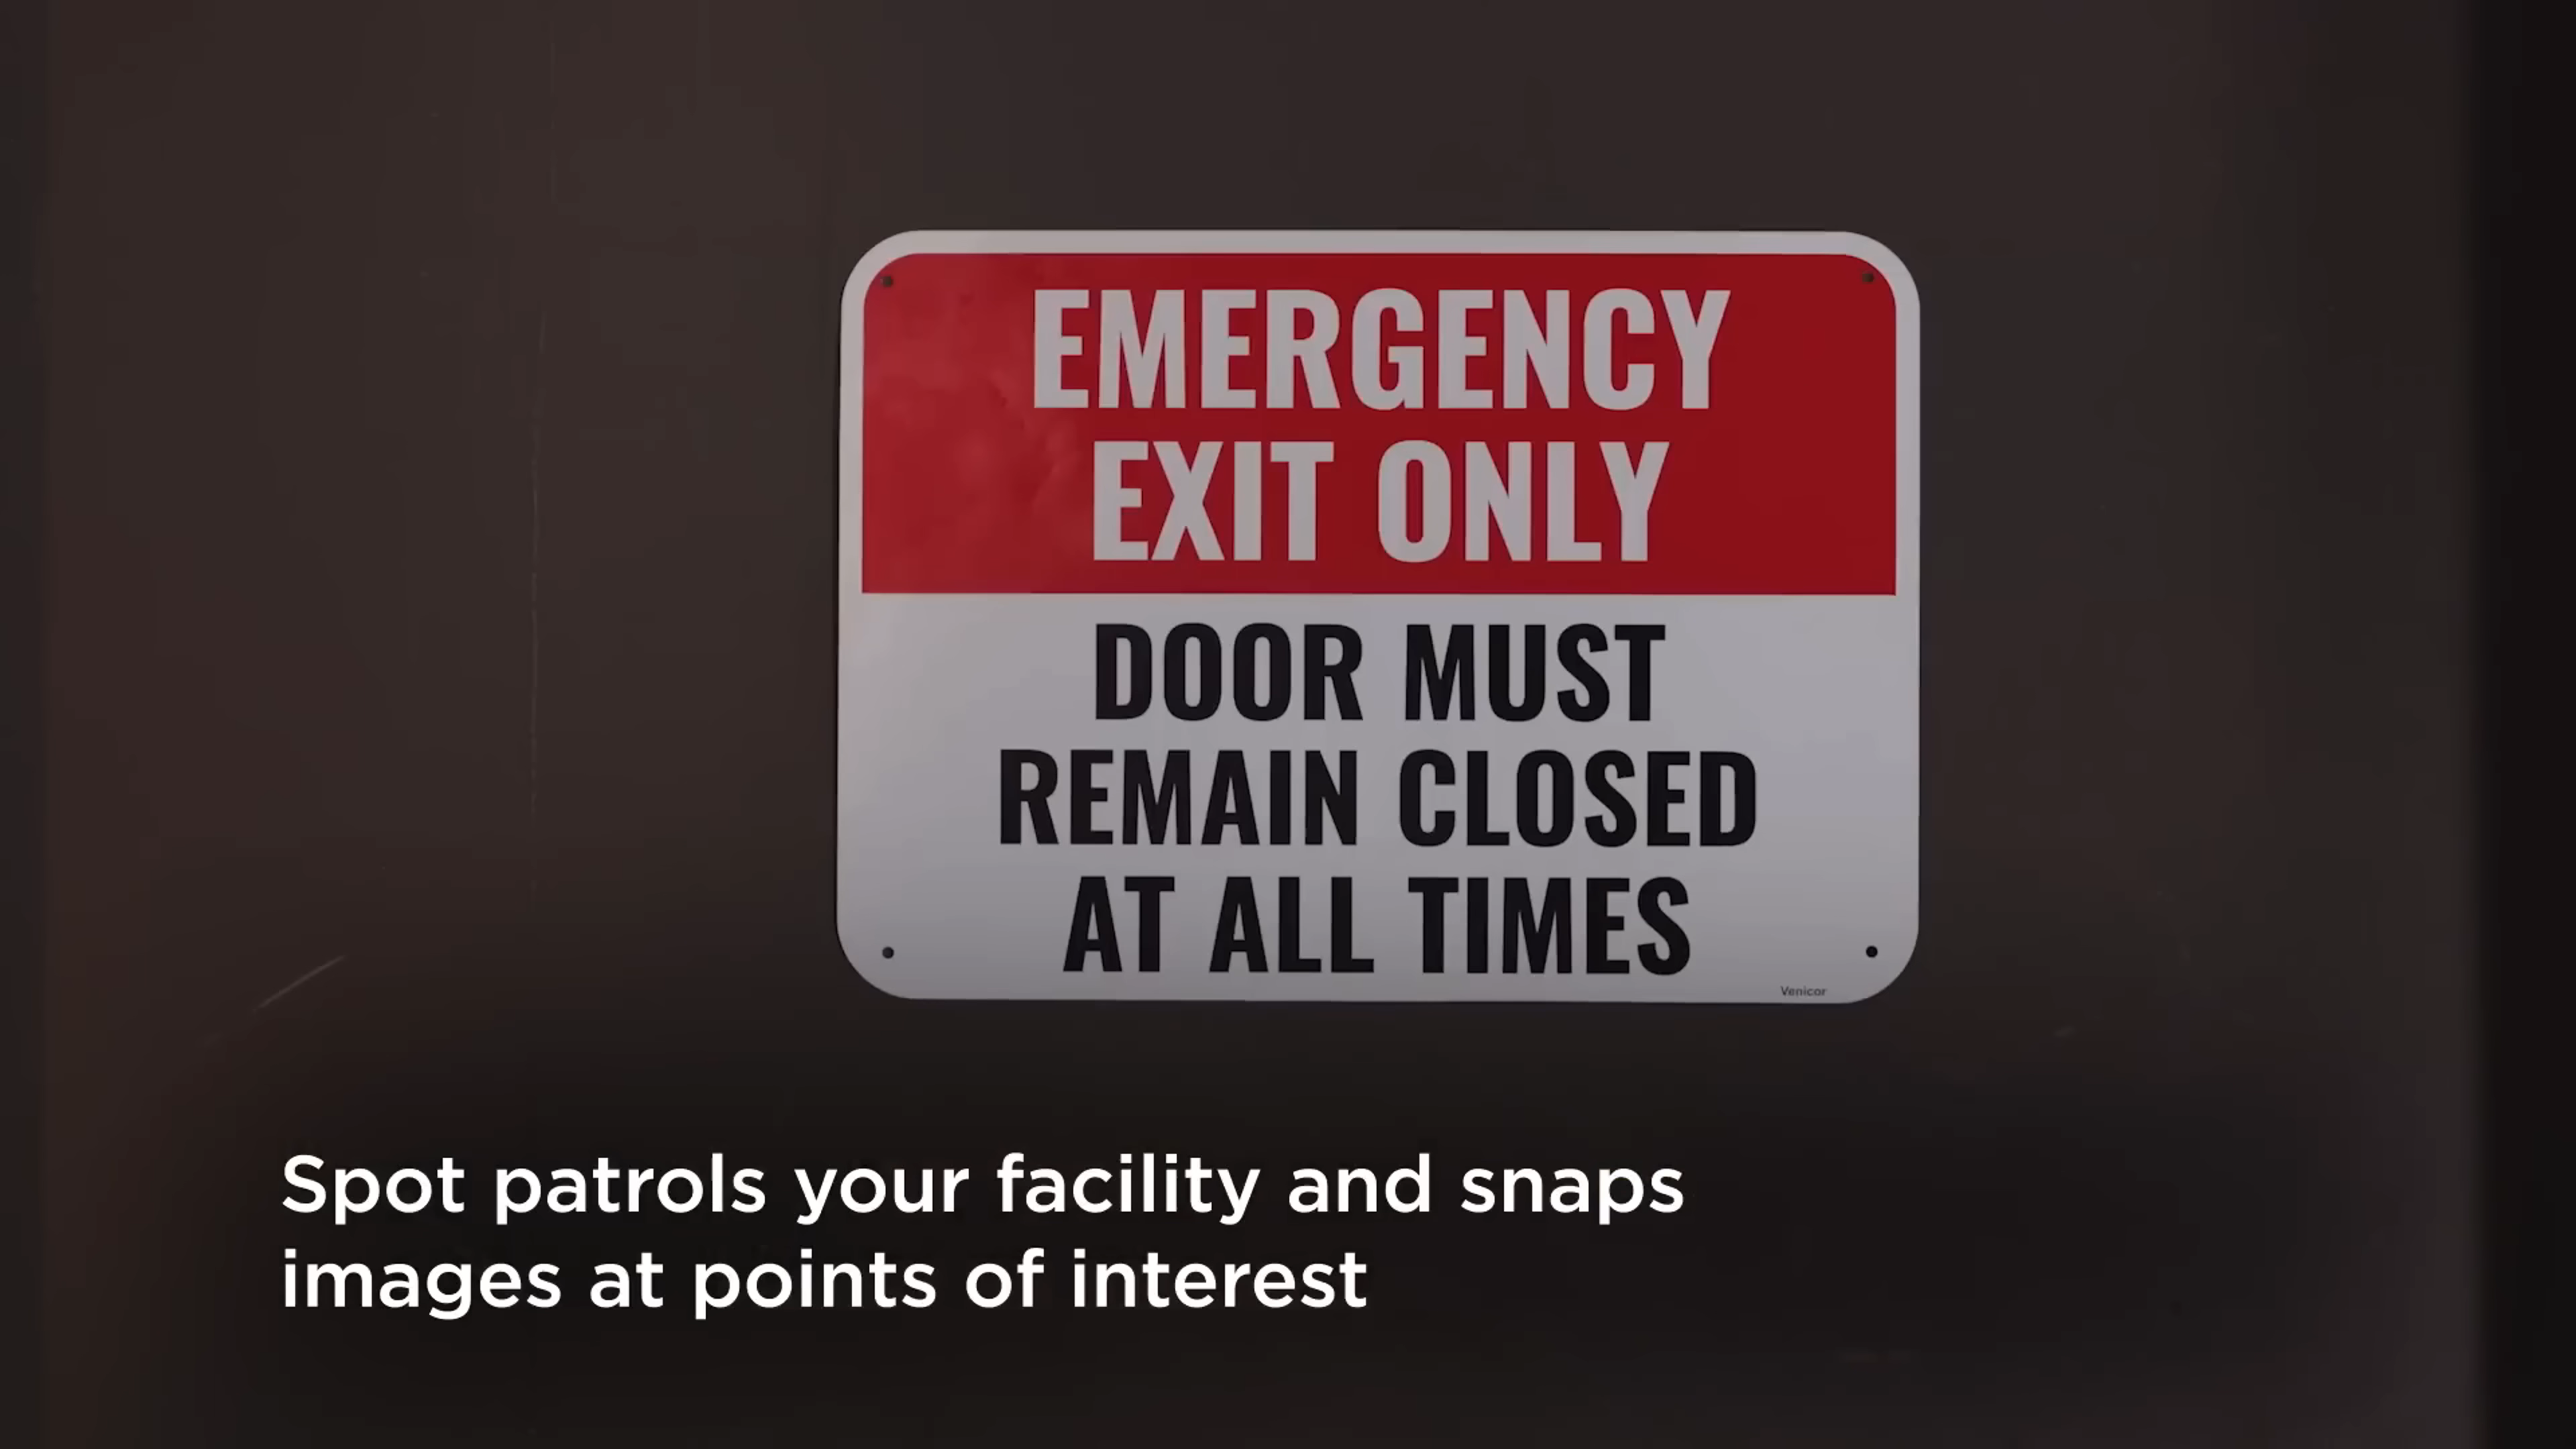 EMERGENCY
EXIT ONLY
DOOR MUST
REMAIN CLOSED
AT ALL TIMES
Venicor
Spot patrols your facility and snaps
images at points of interest